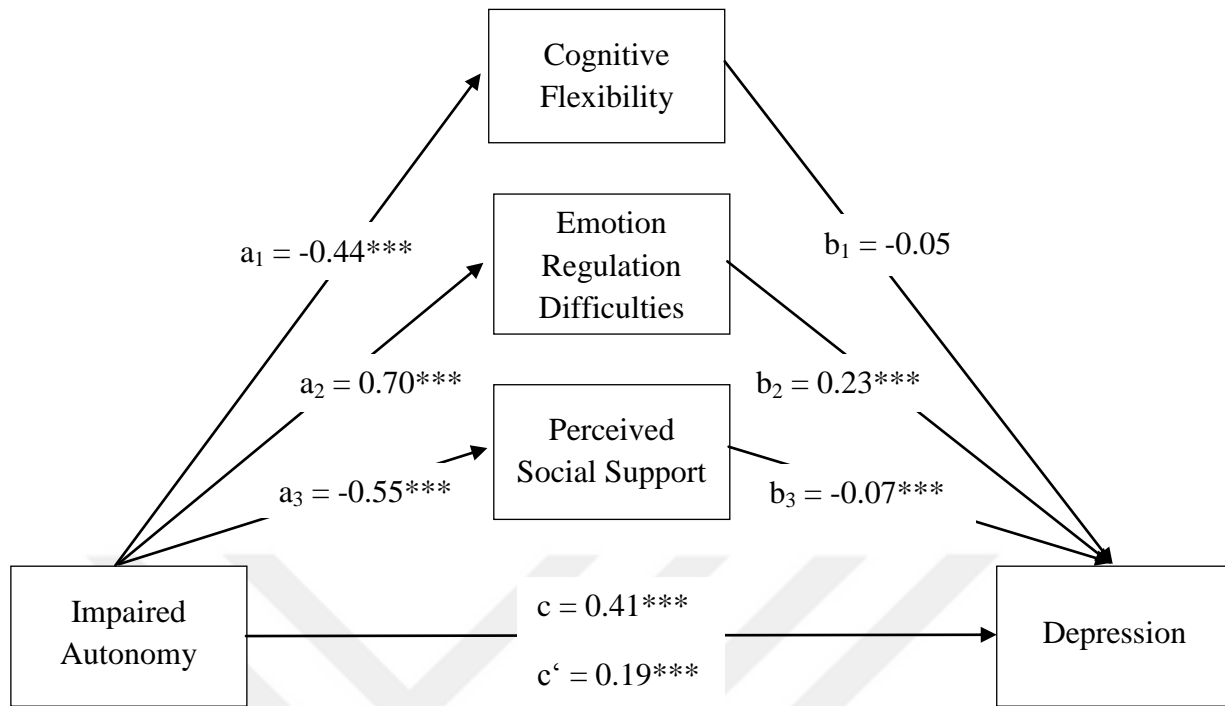 Cognitive
Flexibility
a₁ = -0.44***
b₁ = -0.05
Emotion
Regulation
Difficulties
a₂ = 0.70***
b₂ = 0.23***
Perceived
Social Support
a₃ = -0.55***
b₃ = -0.07***
Impaired
Autonomy
c = 0.41***
c‘ = 0.19***
Depression